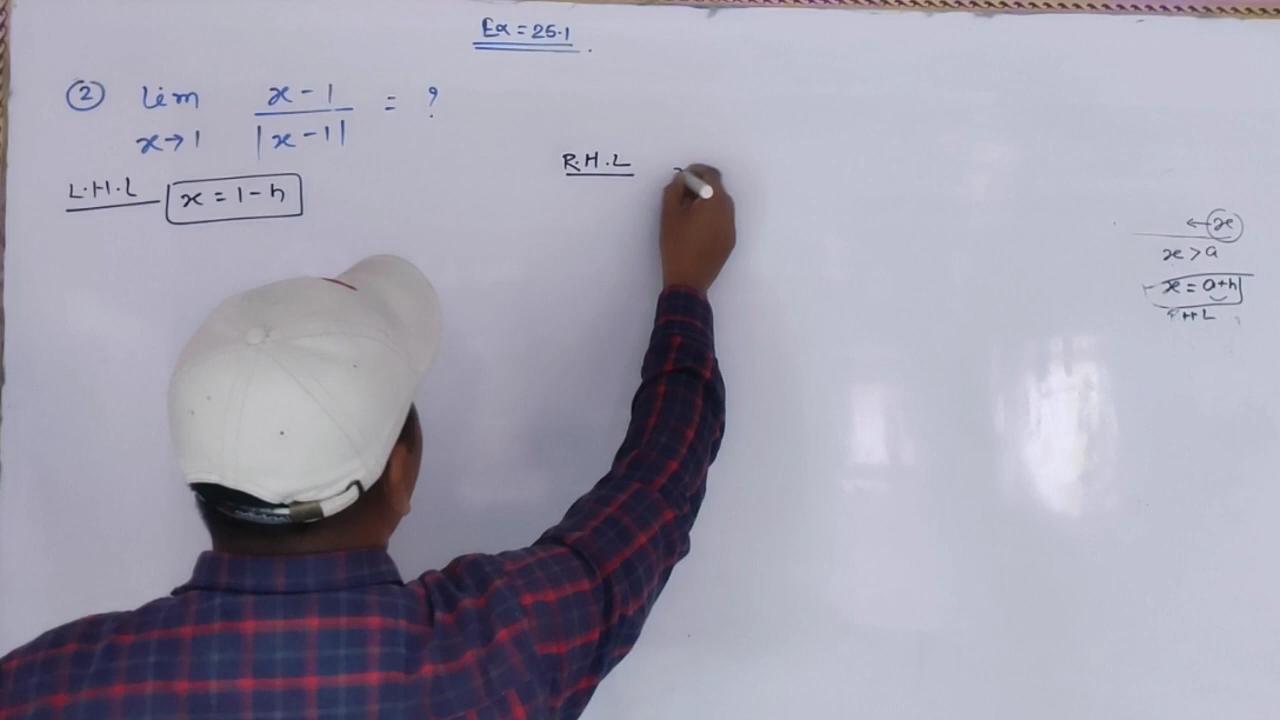 Ex = 25.1
② lim x→1 x - 1 / |x - 1| = ?
L.H.L x = 1 - h
R.H.L
← x
x > a
x = a+h